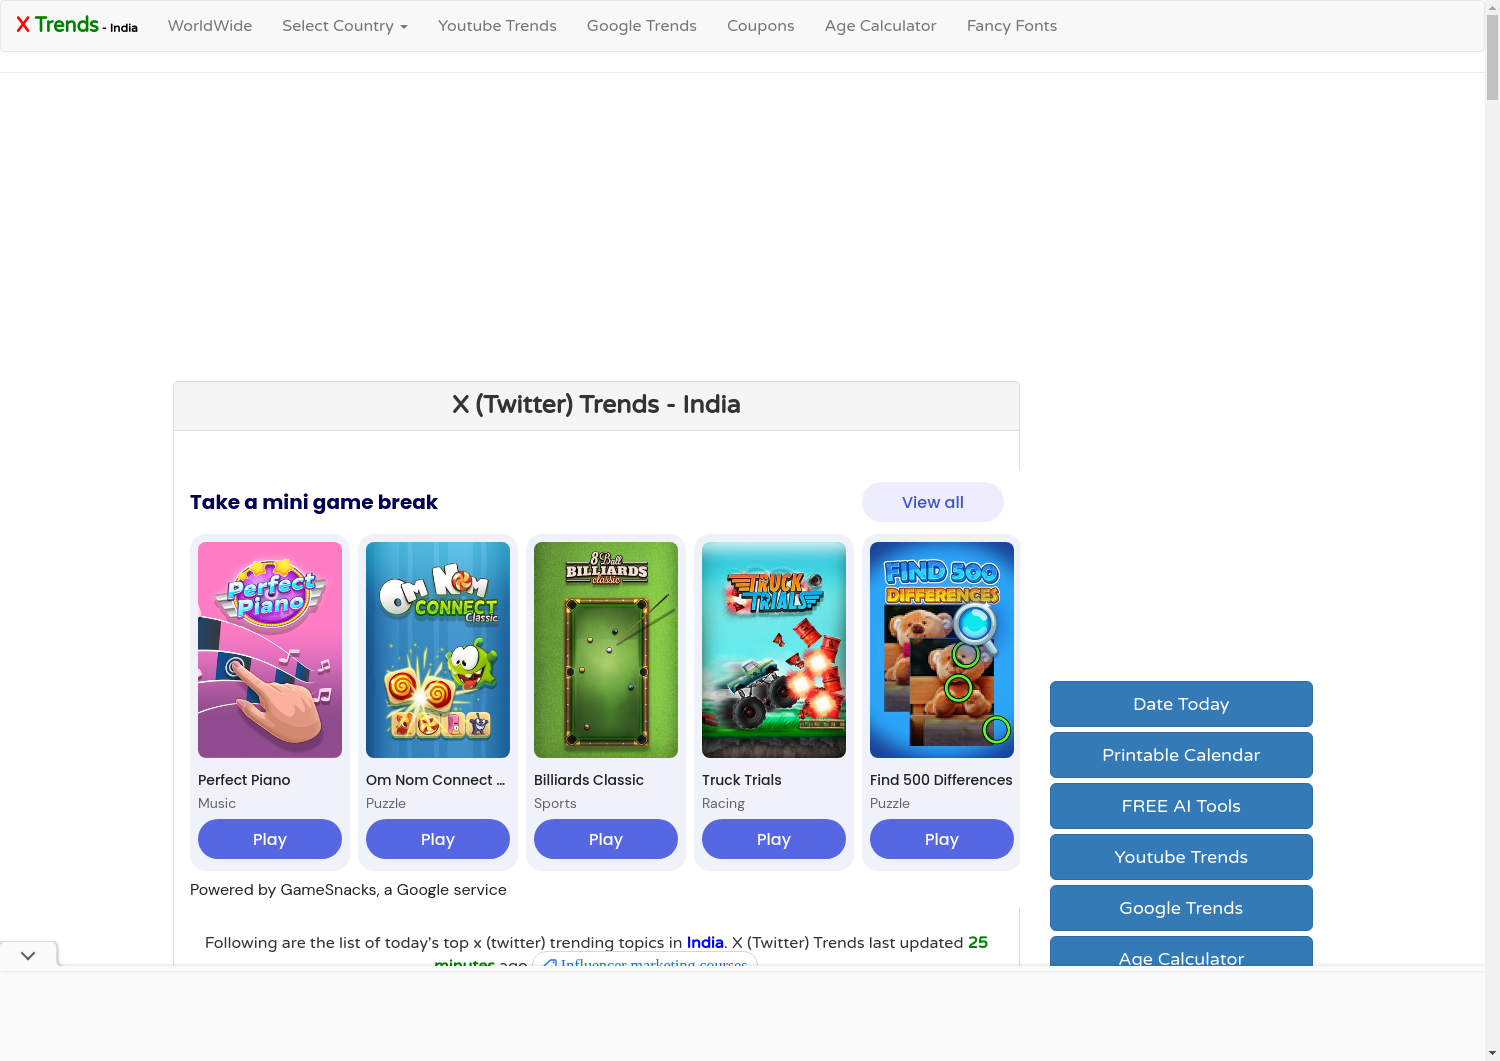 X Trends - India WorldWide Select Country Youtube Trends Google Trends Coupons Age Calculator Fancy Fonts
X (Twitter) Trends - India
Take a mini game break View all
Perfect Piano
OM NOM CONNECT Classic
8 Ball BILLIARDS classic
TRUCK TRIALS
FIND 500 DIFFERENCES
Perfect Piano
Music
Play
Om Nom Connect ...
Puzzle
Play
Billiards Classic
Sports
Play
Truck Trials
Racing
Play
Find 500 Differences
Puzzle
Play
Powered by GameSnacks, a Google service
Following are the list of today's top x (twitter) trending topics in India. X (Twitter) Trends last updated 25
minutes ago Influencer marketing courses
Date Today
Printable Calendar
FREE AI Tools
Youtube Trends
Google Trends
Age Calculator